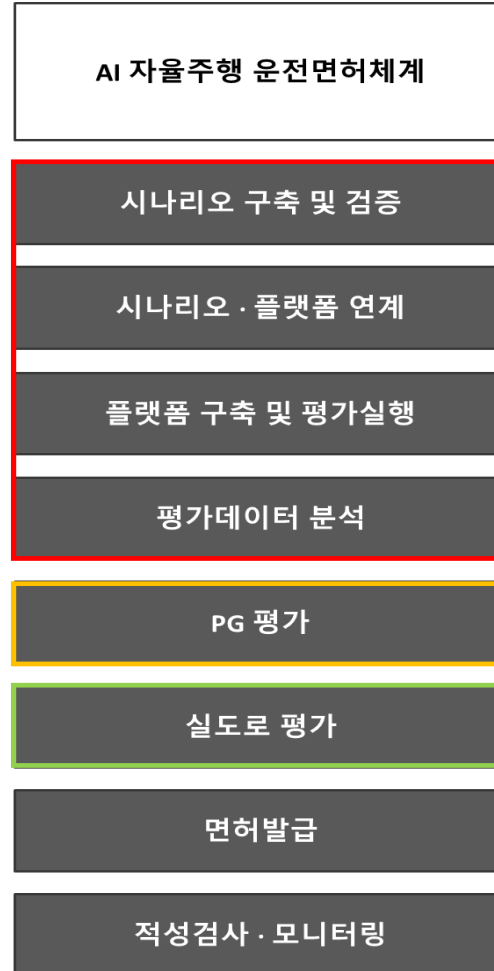 AI 자율주행 운전면허체계
시나리오 구축 및 검증
시나리오 · 플랫폼 연계
플랫폼 구축 및 평가실행
평가데이터 분석
PG 평가
실도로 평가
면허발급
적성검사 · 모니터링